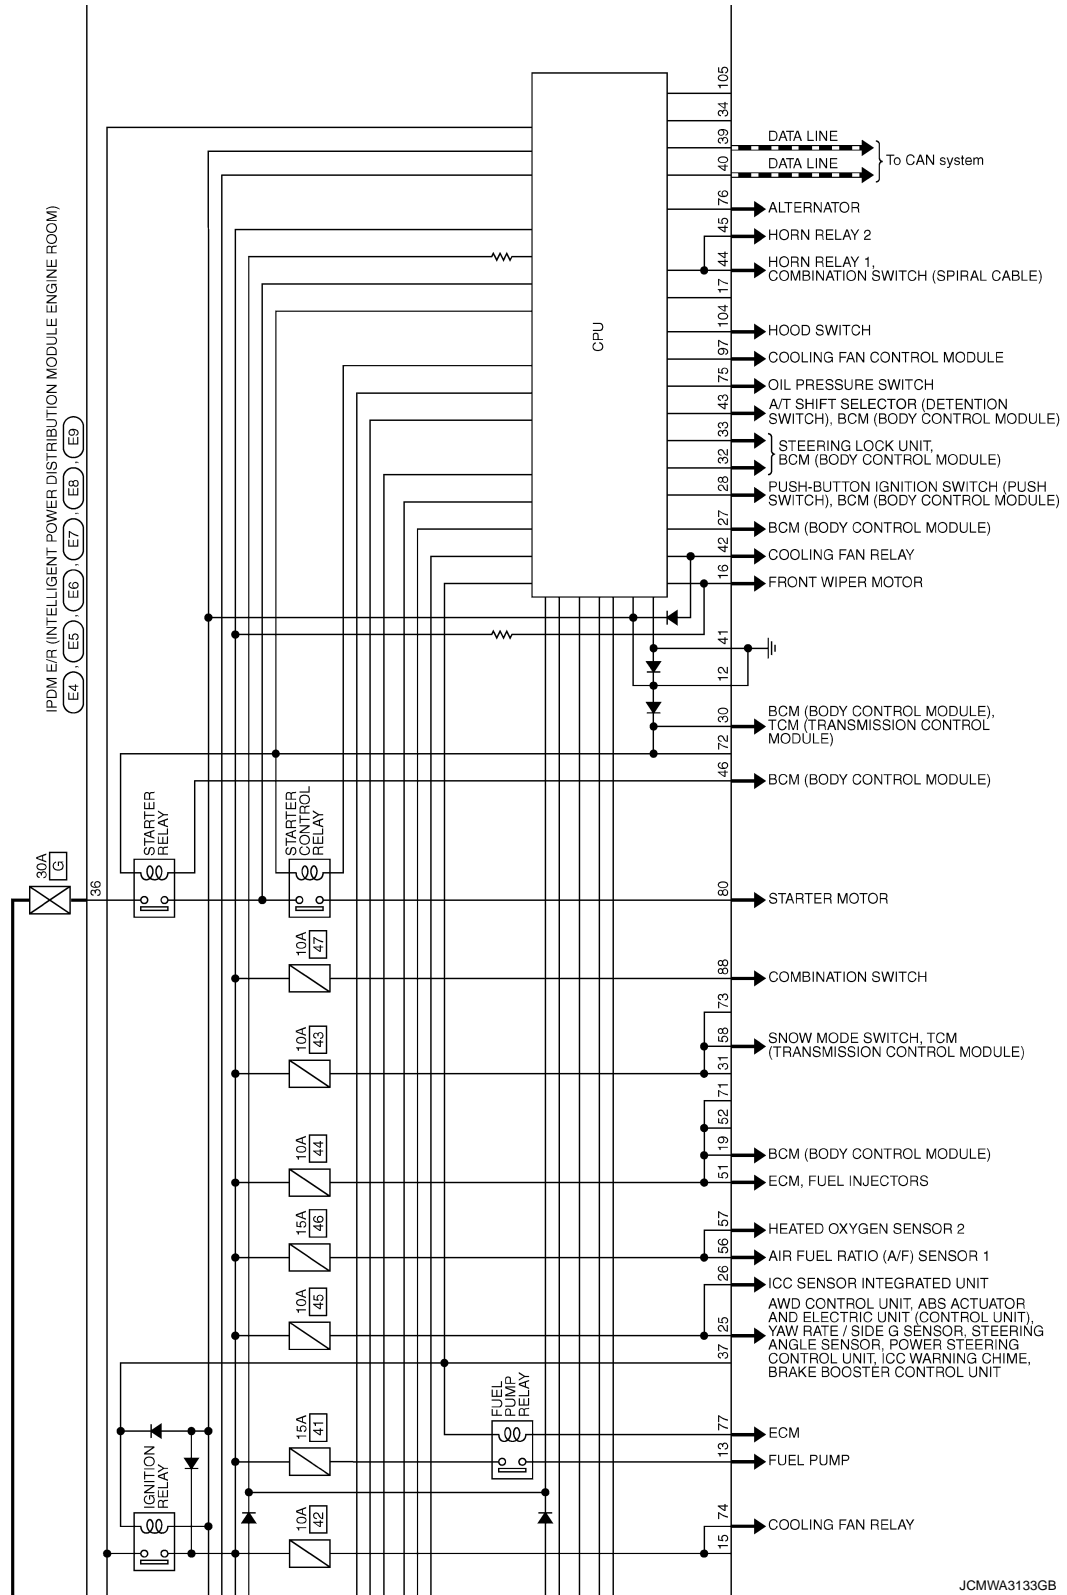 105
34
39
DATA LINE
40
DATA LINE
To CAN system
76
ALTERNATOR
45
HORN RELAY 2
44
HORN RELAY 1,
COMBINATION SWITCH (SPIRAL CABLE)
17
104
HOOD SWITCH
97
COOLING FAN CONTROL MODULE
75
OIL PRESSURE SWITCH
43
A/T SHIFT SELECTOR (DETENTION
SWITCH), BCM (BODY CONTROL MODULE)
33
32
STEERING LOCK UNIT,
BCM (BODY CONTROL MODULE)
28
PUSH-BUTTON IGNITION SWITCH (PUSH
SWITCH), BCM (BODY CONTROL MODULE)
27
BCM (BODY CONTROL MODULE)
42
COOLING FAN RELAY
16
FRONT WIPER MOTOR
CPU
IPDM E/R (INTELLIGENT POWER DISTRIBUTION MODULE ENGINE ROOM)
E4 , E5 , E6 , E7 , E8 , E9
41
12
30
BCM (BODY CONTROL MODULE),
TCM (TRANSMISSION CONTROL
MODULE)
72
46
BCM (BODY CONTROL MODULE)
STARTER
RELAY
STARTER
CONTROL
RELAY
30A
G
36
80
STARTER MOTOR
10A
47
88
COMBINATION SWITCH
10A
43
73
58
31
SNOW MODE SWITCH, TCM
(TRANSMISSION CONTROL MODULE)
10A
44
71
52
19
BCM (BODY CONTROL MODULE)
51
ECM, FUEL INJECTORS
15A
46
57
HEATED OXYGEN SENSOR 2
56
AIR FUEL RATIO (A/F) SENSOR 1
10A
45
26
ICC SENSOR INTEGRATED UNIT
25
AWD CONTROL UNIT, ABS ACTUATOR
AND ELECTRIC UNIT (CONTROL UNIT),
YAW RATE / SIDE G SENSOR, STEERING
ANGLE SENSOR, POWER STEERING
CONTROL UNIT, ICC WARNING CHIME,
BRAKE BOOSTER CONTROL UNIT
37
FUEL
PUMP
RELAY
15A
41
77
ECM
13
FUEL PUMP
IGNITION
RELAY
10A
42
74
COOLING FAN RELAY
15
JCMWA3133GB